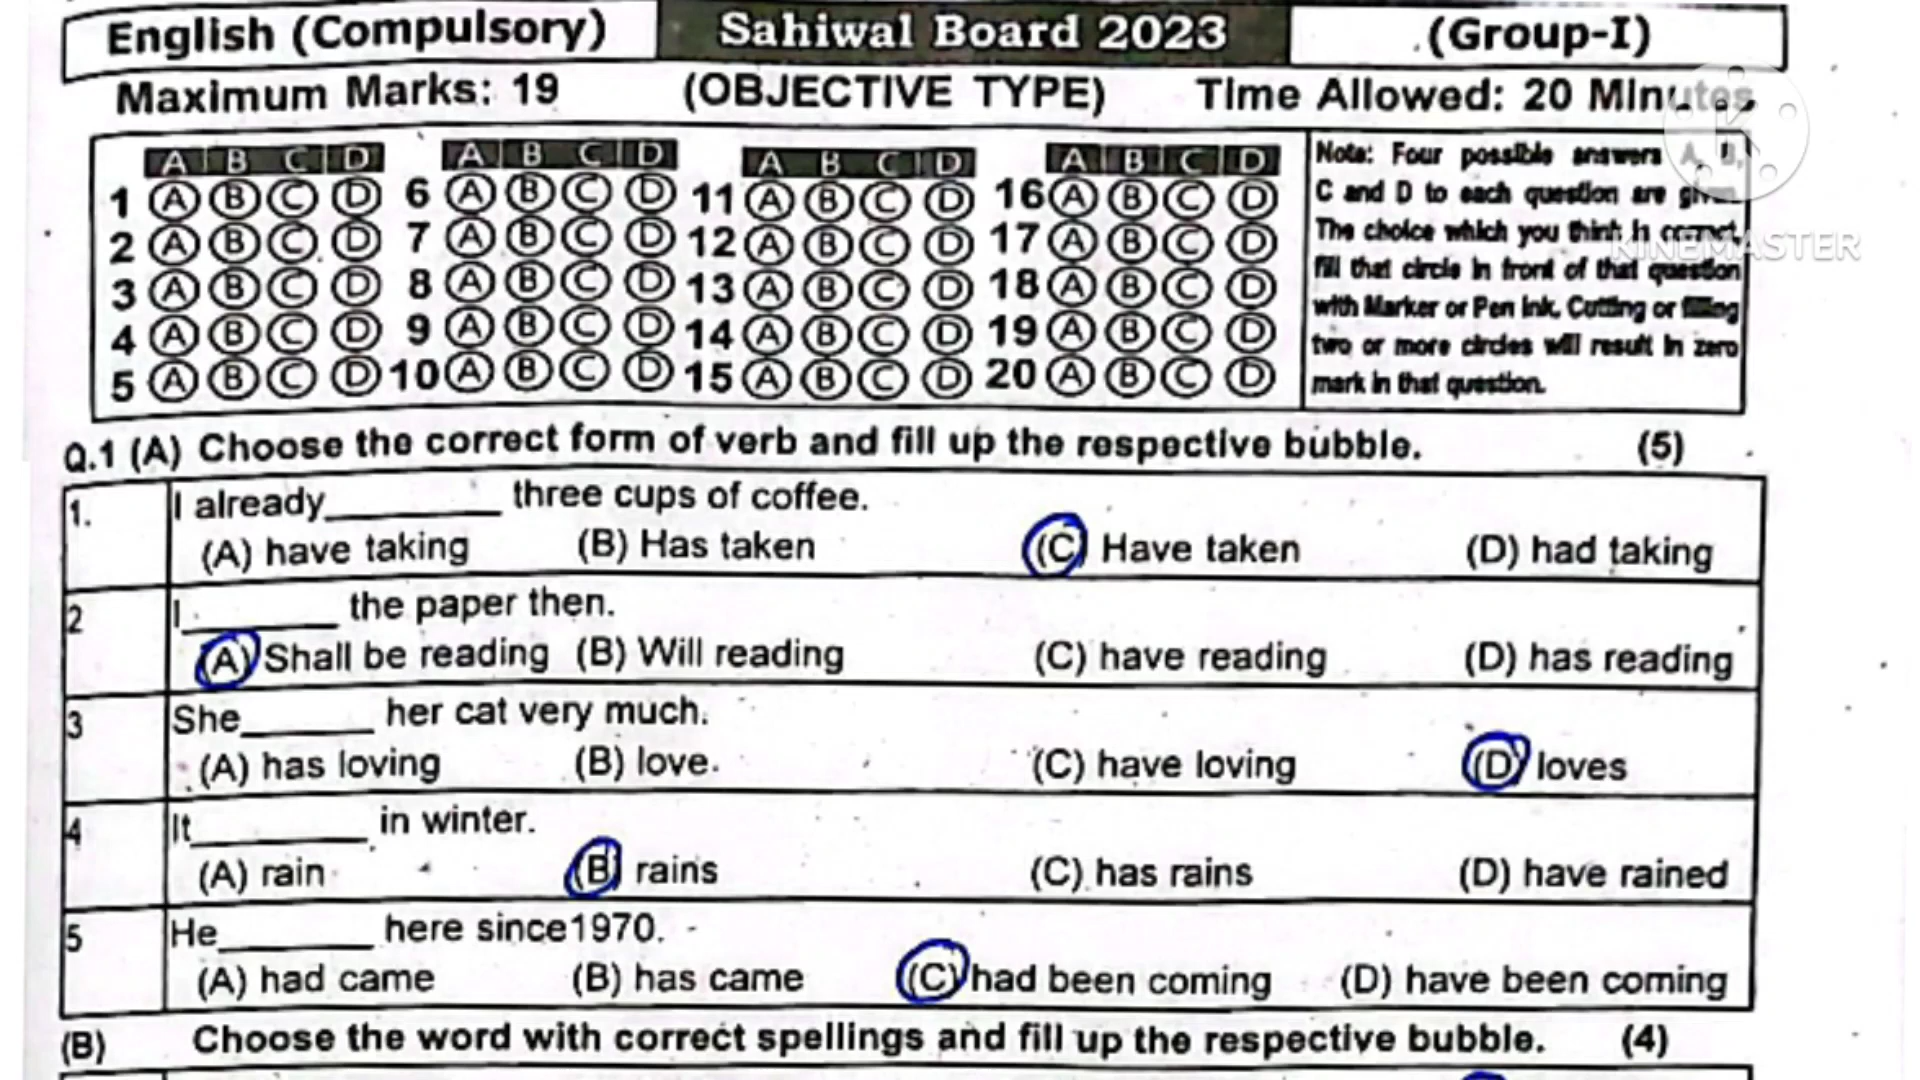 English (Compulsory) Sahiwal Board 2023 (Group-I)
Maximum Marks: 19 (OBJECTIVE TYPE) Time Allowed: 20 Minutes
A B C D A B C D A B C D A B C D
1 A B C D 6 A B C D 11 A B C D 16 A B C D
2 A B C D 7 A B C D 12 A B C D 17 A B C D
3 A B C D 8 A B C D 13 A B C D 18 A B C D
4 A B C D 9 A B C D 14 A B C D 19 A B C D
5 A B C D 10 A B C D 15 A B C D 20 A B C D
Note: Four possible answers A, B,
C and D to each question are given.
The choice which you think is correct,
fill that circle in front of that question
with Marker or Pen ink. Cutting or filling
two or more circles will result in zero
mark in that question.
K
KINEMASTER
Q.1 (A) Choose the correct form of verb and fill up the respective bubble. (5)
1. I already________ three cups of coffee.
(A) have taking (B) Has taken (C) Have taken (D) had taking
2 I________ the paper then.
(A) Shall be reading (B) Will reading (C) have reading (D) has reading
3 She______ her cat very much.
(A) has loving (B) love. (C) have loving (D) loves
4 It________ in winter.
(A) rain (B) rains (C) has rains (D) have rained
5 He_______ here since1970.
(A) had came (B) has came (C) had been coming (D) have been coming
(B) Choose the word with correct spellings and fill up the respective bubble. (4)